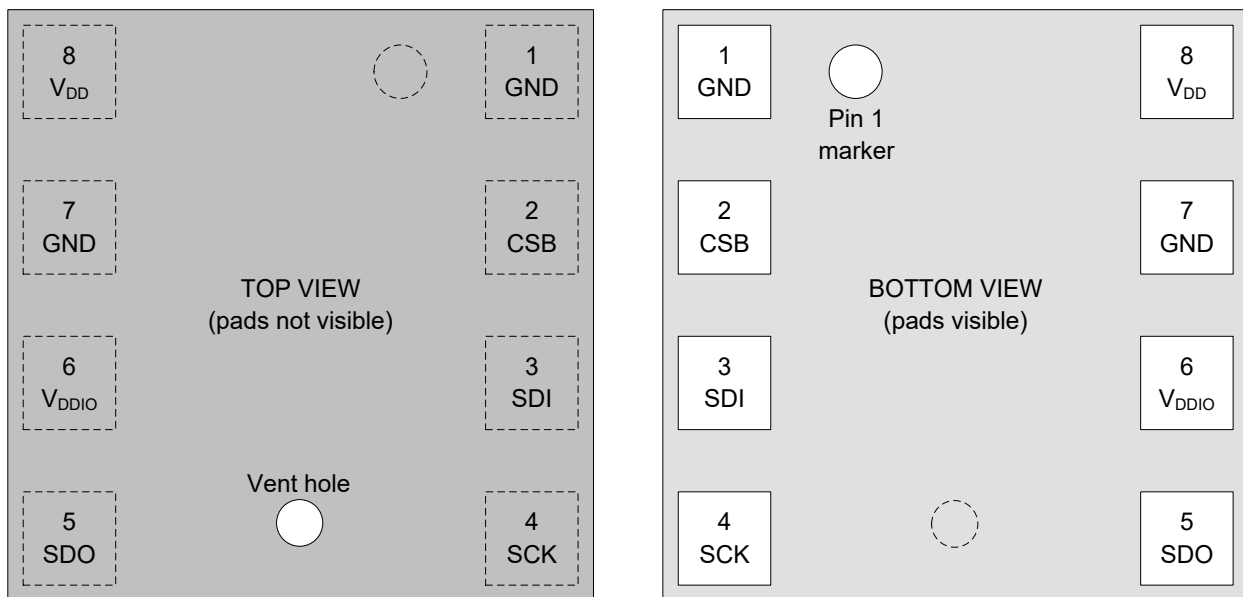 8
VDD
1
GND
7
GND
2
CSB
TOP VIEW
(pads not visible)
6
VDDIO
3
SDI
Vent hole
5
SDO
4
SCK
1
GND
Pin 1
marker
8
VDD
2
CSB
7
GND
BOTTOM VIEW
(pads visible)
3
SDI
6
VDDIO
4
SCK
5
SDO